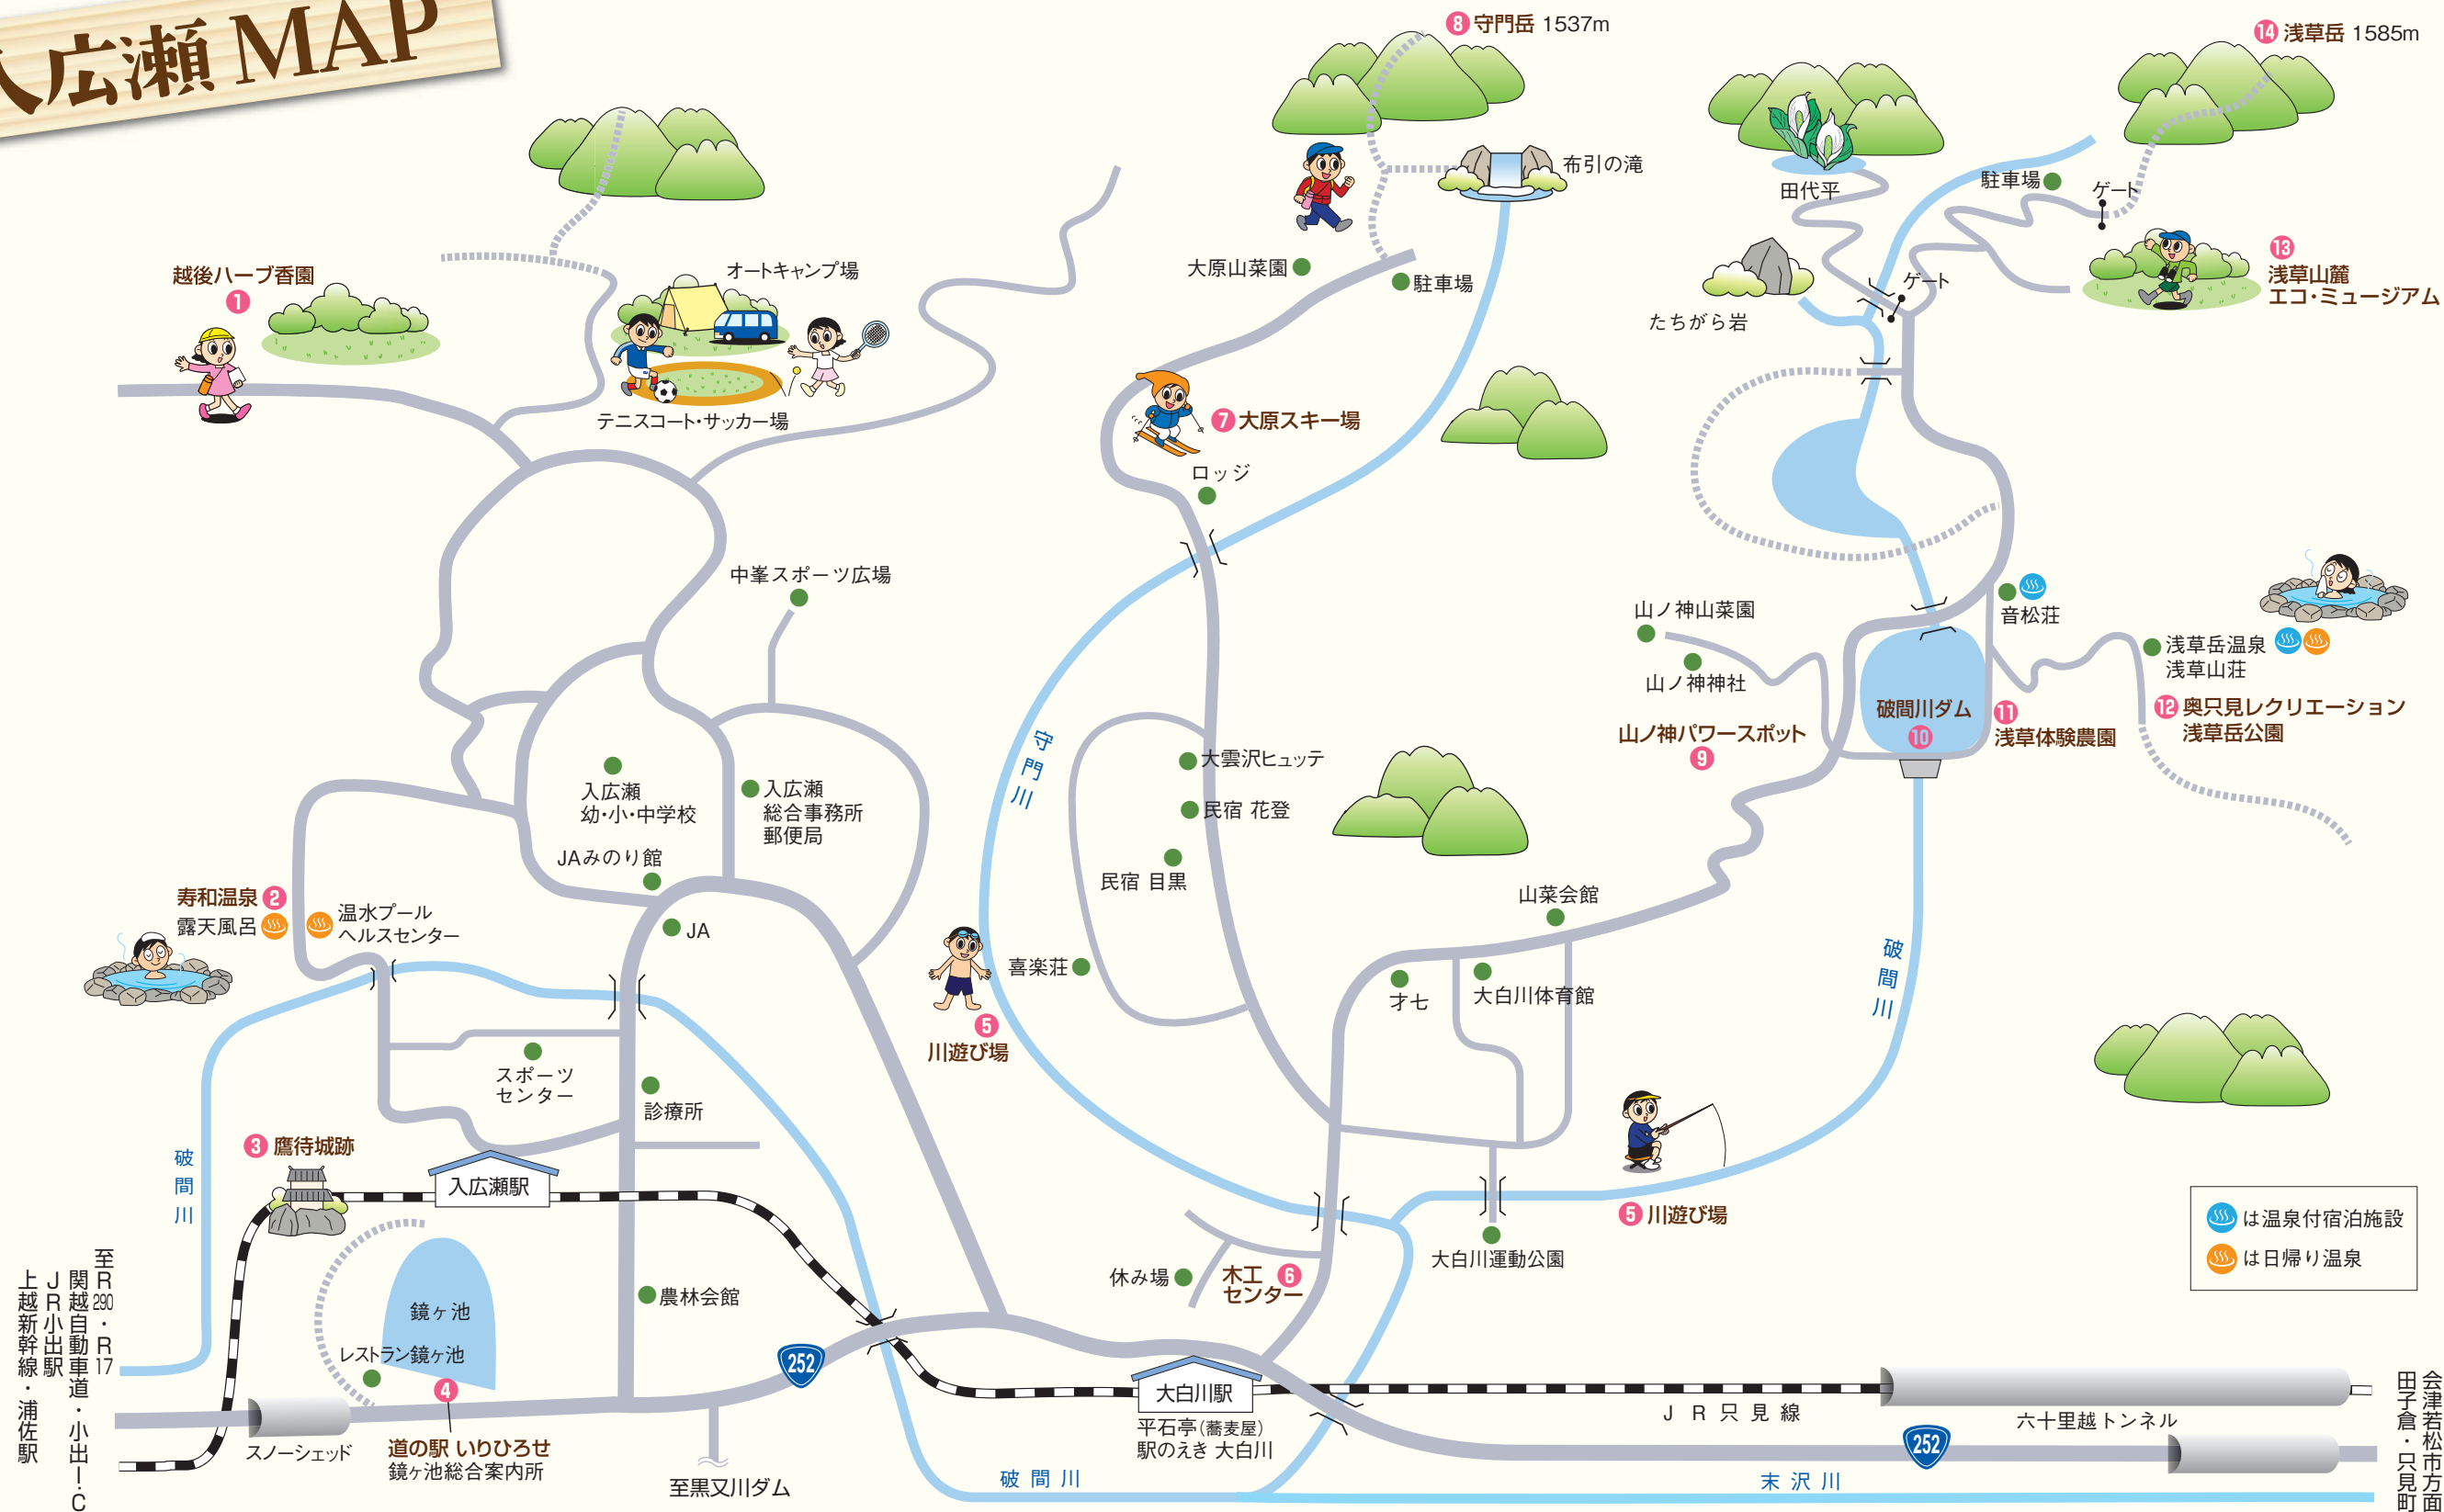 入広瀬 MAP
8 守門岳 1537m
14 浅草岳 1585m
布引の滝
田代平
駐車場
ゲート
1 越後ハーブ香園
オートキャンプ場
テニスコート・サッカー場
大原山菜園
駐車場
たちがら岩
ゲート
13
浅草山麓
エコ・ミュージアム
7 大原スキー場
ロッジ
中峯スポーツ広場
山ノ神山菜園
山ノ神神社
山ノ神パワースポット
9
音松荘
浅草岳温泉
浅草山荘
破間川ダム
10
11
浅草体験農園
12 奥只見レクリエーション
浅草岳公園
守門川
大雲沢ヒュッテ
民宿 花登
民宿 目黒
喜楽荘
入広瀬
幼・小・中学校
入広瀬
総合事務所
郵便局
JAみのり館
JA
寿和温泉 2
露天風呂
温水プール
ヘルスセンター
山菜会館
才七
大白川体育館
破間川
5
川遊び場
スポーツ
センター
診療所
3 鷹待城跡
入広瀬駅
破間川
5 川遊び場
大白川運動公園
休み場
木工 6
センター
農林会館
鏡ヶ池
レストラン鏡ヶ池
4
道の駅 いりひろせ
鏡ヶ池総合案内所
スノーシェッド
252
至黒又川ダム
大白川駅
平石亭（蕎麦屋）
駅のえき 大白川
破間川
JR只見線
六十里越トンネル
252
末沢川
は温泉付宿泊施設
は日帰り温泉
至R290・R17
関越自動車道・小出I.C
JR小出駅
上越新幹線・浦佐駅
会津若松市方面
田子倉・只見町